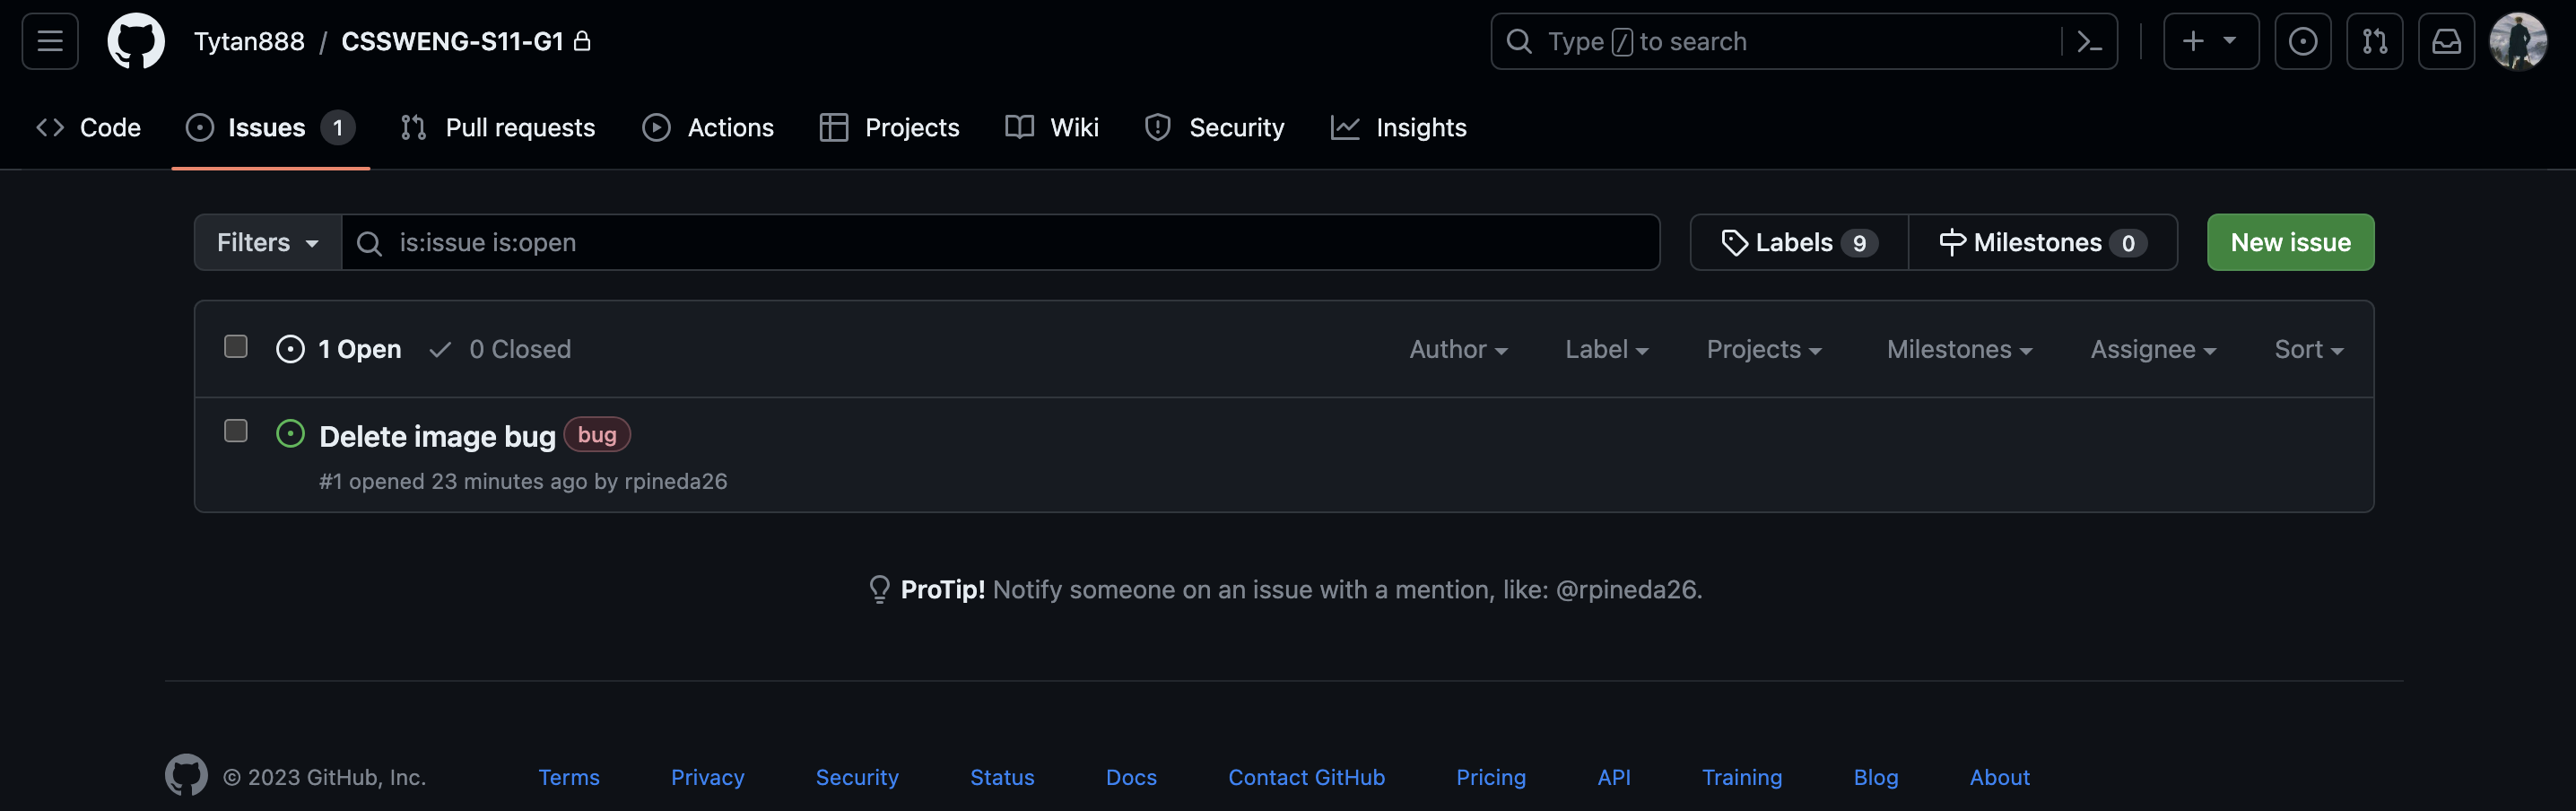 Tytan888 / CSSWENG-S11-G1
Type / to search
Code Issues 1 Pull requests Actions Projects Wiki Security Insights
Filters is:issue is:open Labels 9 Milestones 0 New issue
1 Open 0 Closed Author Label Projects Milestones Assignee Sort
Delete image bug bug
#1 opened 23 minutes ago by rpineda26
ProTip! Notify someone on an issue with a mention, like: @rpineda26.
© 2023 GitHub, Inc. Terms Privacy Security Status Docs Contact GitHub Pricing API Training Blog About